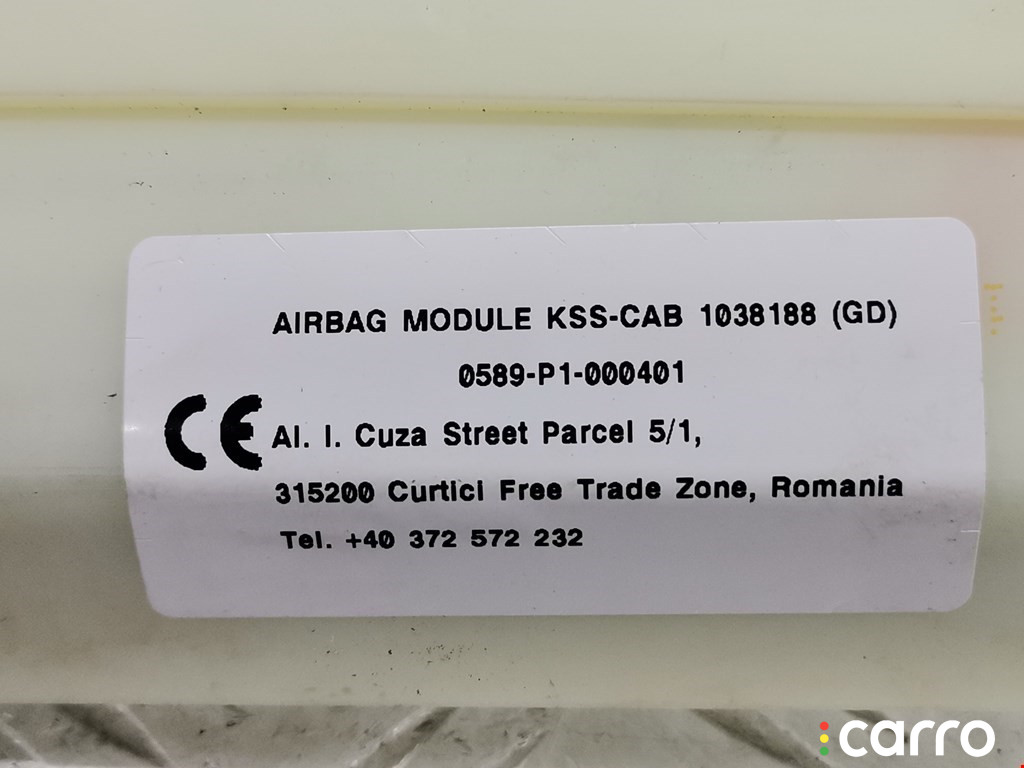 AIRBAG MODULE KSS-CAB 1038188 (GD)
0589-P1-000401
CE
Al. I. Cuza Street Parcel 5/1,
315200 Curtici Free Trade Zone, Romania
Tel. +40 372 572 232
carro